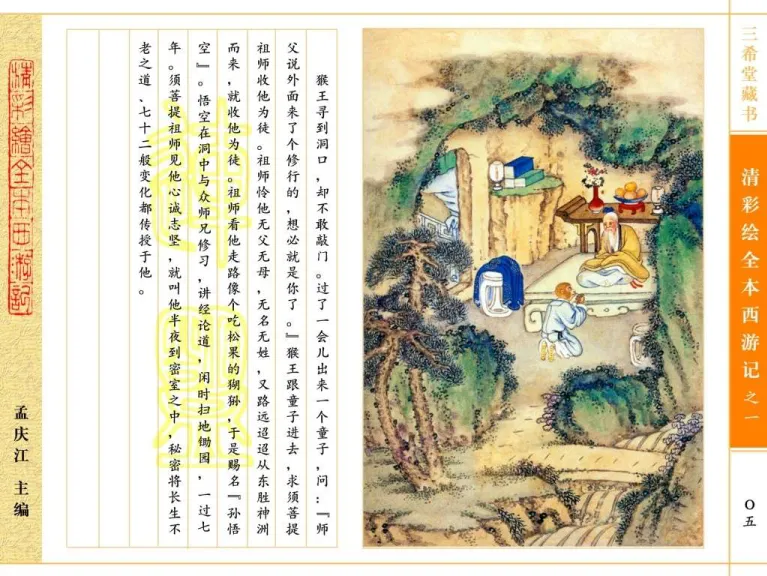 三希堂藏书
清彩绘全本西游记之一
〇五
猴王寻到洞口,却不敢敲门。过了一会儿出来一个童子,问:『师
父说外面来了个修行的,想必就是你了。』猴王跟童子进去,求须菩提
祖师收他为徒。祖师怜他无父无母,无名无姓,又路远迢迢从东胜神洲
而来,就收他为徒。祖师看他走路像个吃松果的猢狲,于是赐名『孙悟
空』。悟空在洞中与众师兄修习,讲经论道,闲时扫地锄园,一过七
年。须菩提祖师见他心诚志坚,就叫他半夜到密室之中,秘密将长生不
老之道、七十二般变化都传授于他。
清彩绘全本西游记
孟庆江 主编